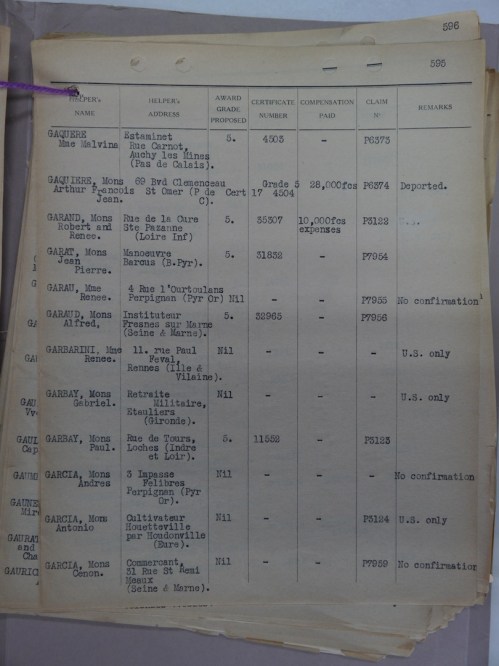 596
595
HELPER's NAME HELPER's ADDRESS AWARD GRADE PROPOSED CERTIFICATE NUMBER COMPENSATION PAID CLAIM No REMARKS
GAQUERE Estaminet 5. 4503 - P6373
Mme Malvina Rue Carnot,
Auchy les Mines
(Pas de Calais).
GAQUIERE, Mons 69 Bvd Clemenceau Grade 5 28,000fcs P6374 Deported.
Arthur Francois St Omer (P de Cert 17 4504
Jean. C).
GARAND, Mons Rue de la Cure 5. 35307 10,000fcs P3122
Robert and Ste Pazanne expenses
Renee. (Loire Inf)
GARAT, Mons Manoeuvre 5. 31832 - P7954
Jean Barcus (B.Pyr).
Pierre.
GARAU, Mme 4 Rue l'Ourtoulans
Renee. Perpignan (Pyr Or) Nil - - P7955 No confirmation
GARAUD, Mons Instituteur 5. 32965 - P7956
Alfred, Fresnes sur Marne
(Seine & Marne).
GARBARINI, Mme 11. rue Paul Nil - - - U.S. only
Renee. Feval,
Rennes (Ille &
Vilaine).
GARBAY, Mons Retraite Nil - - - U.S. only
Gabriel. Militaire,
Etauliers
(Gironde).
GARBAY, Mons Rue de Tours, 5. 11552 - P3123
Paul. Loches (Indre
et Loir).
GARCIA, Mons 3 Impasse Nil - - - No confirmation
Andres Felibres
Perpignan (Pyr
Or).
GARCIA, Mons Cultivateur Nil - - P3124 U.S. only
Antonio Houetteville
par Houdonville
(Eure).
GARCIA, Mons Commercant, Nil - - P7959 No confirmation
Cenon. 31 Rue St Remi
Meaux
(Seine & Marne).